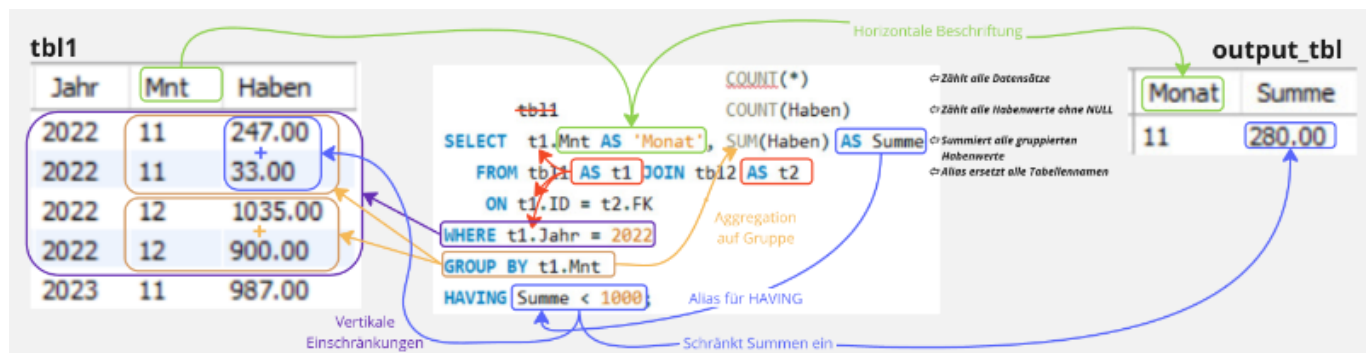 Horizontale Beschriftung
tbl1
output_tbl
Jahr Mnt Haben
2022 11 247.00
+
2022 11 33.00
2022 12 1035.00
+
2022 12 900.00
2023 11 987.00
COUNT(*) ⇦ Zählt alle Datensätze
tbl1 COUNT(Haben) ⇦ Zählt alle Habenwerte ohne NULL
SELECT t1.Mnt AS 'Monat', SUM(Haben) AS Summe ⇦ Summiert alle gruppierten
Habenwerte
FROM tbl1 AS t1 JOIN tbl2 AS t2 ⇦ Alias ersetzt alle Tabellennamen
ON t1.ID = t2.FK
WHERE t1.Jahr = 2022
GROUP BY t1.Mnt
HAVING Summe < 1000;
Aggregation
auf Gruppe
Alias für HAVING
Vertikale
Einschränkungen
Schränkt Summen ein
Monat Summe
11 280.00